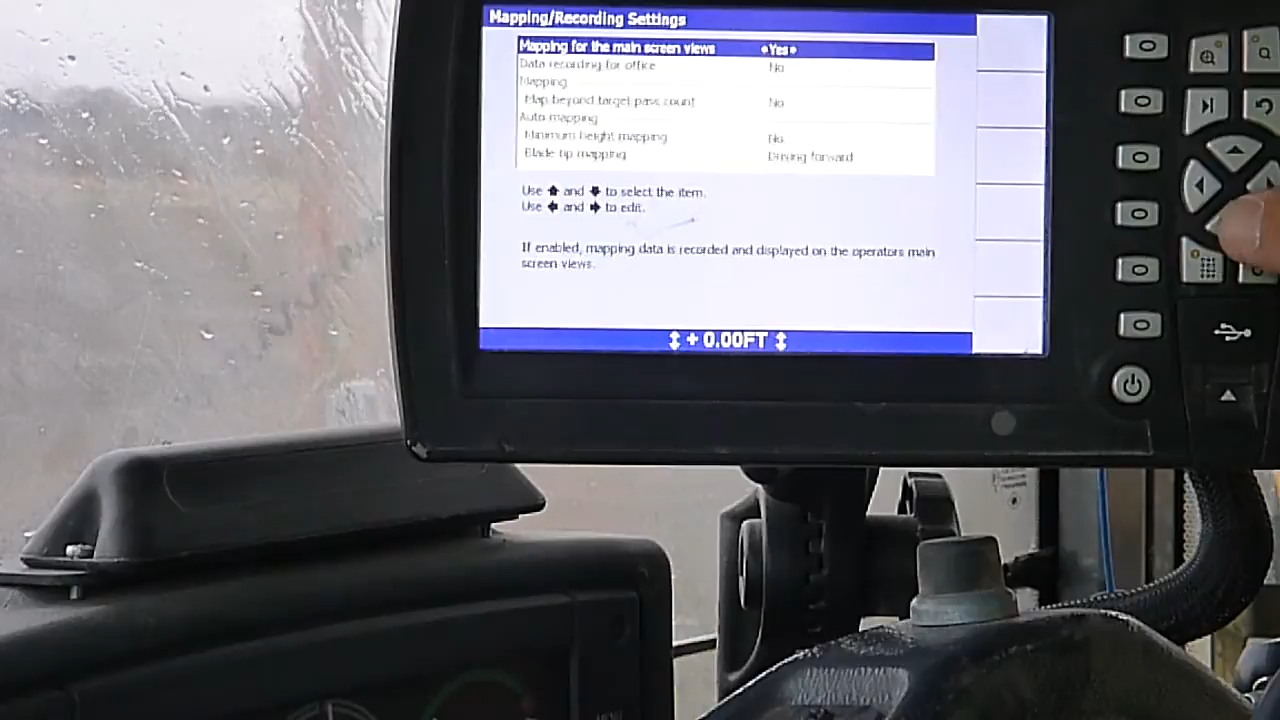 Mapping/Recording Settings
Mapping for the main screen views Yes
Data recording for office No
Mapping
Map beyond target pass count No
Auto mapping
Minimum height mapping No
Blade tip mapping Driving forward
Use and to select the item.
Use and to edit.
If enabled, mapping data is recorded and displayed on the operators main
screen views.
+ 0.00FT